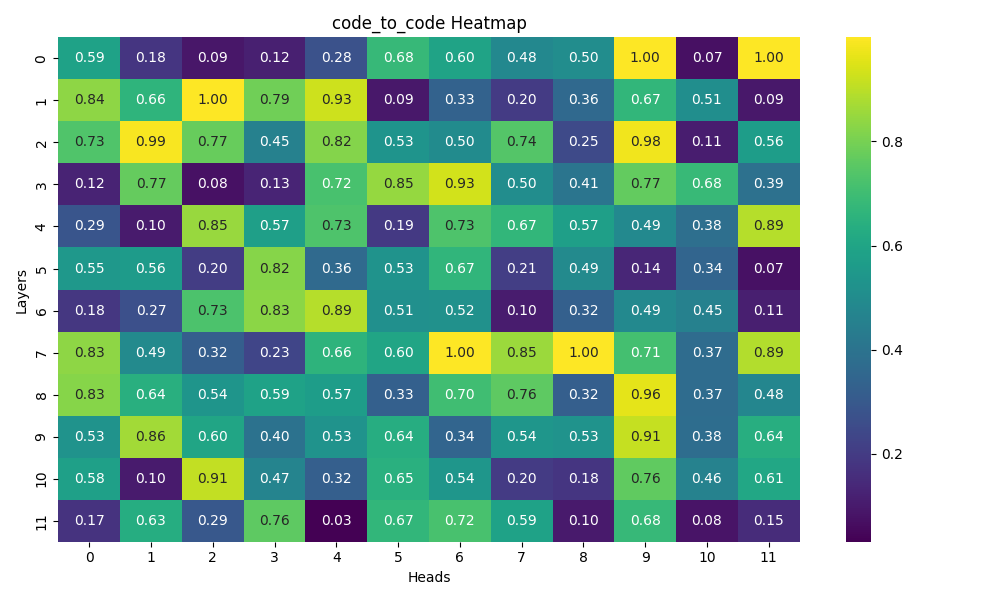 code_to_code Heatmap
0 0.59 0.18 0.09 0.12 0.28 0.68 0.60 0.48 0.50 1.00 0.07 1.00
1 0.84 0.66 1.00 0.79 0.93 0.09 0.33 0.20 0.36 0.67 0.51 0.09
2 0.73 0.99 0.77 0.45 0.82 0.53 0.50 0.74 0.25 0.98 0.11 0.56
3 0.12 0.77 0.08 0.13 0.72 0.85 0.93 0.50 0.41 0.77 0.68 0.39
4 0.29 0.10 0.85 0.57 0.73 0.19 0.73 0.67 0.57 0.49 0.38 0.89
5 0.55 0.56 0.20 0.82 0.36 0.53 0.67 0.21 0.49 0.14 0.34 0.07
6 0.18 0.27 0.73 0.83 0.89 0.51 0.52 0.10 0.32 0.49 0.45 0.11
7 0.83 0.49 0.32 0.23 0.66 0.60 1.00 0.85 1.00 0.71 0.37 0.89
8 0.83 0.64 0.54 0.59 0.57 0.33 0.70 0.76 0.32 0.96 0.37 0.48
9 0.53 0.86 0.60 0.40 0.53 0.64 0.34 0.54 0.53 0.91 0.38 0.64
10 0.58 0.10 0.91 0.47 0.32 0.65 0.54 0.20 0.18 0.76 0.46 0.61
11 0.17 0.63 0.29 0.76 0.03 0.67 0.72 0.59 0.10 0.68 0.08 0.15
0 1 2 3 4 5 6 7 8 9 10 11
Heads
Layers
0.8
0.6
0.4
0.2